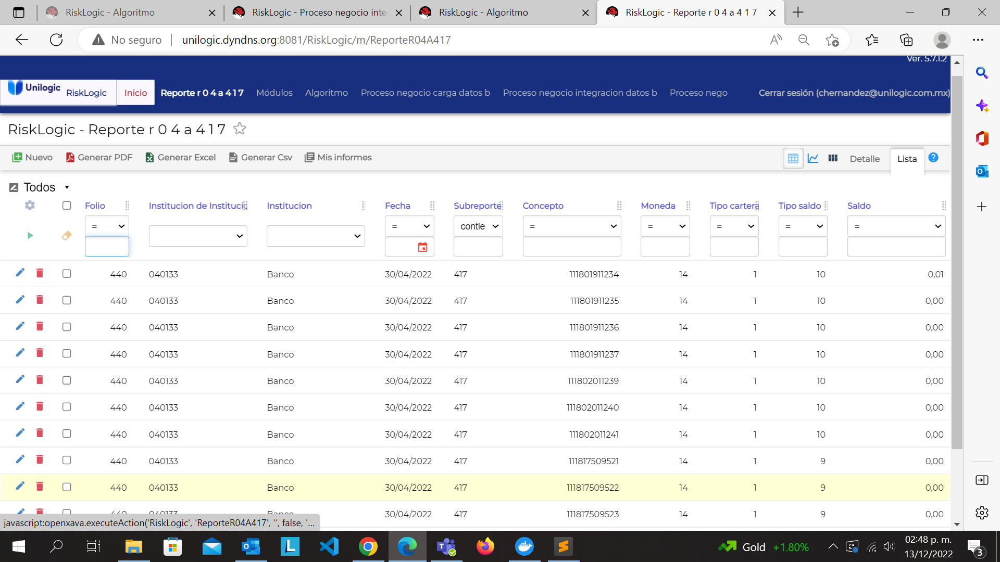 RiskLogic - Algoritmo
RiskLogic - Proceso negocio inte
RiskLogic - Algoritmo
RiskLogic - Reporte r 0 4 a 4 1 7
No seguro
unilogic.dyndns.org:8081/RiskLogic/m/ReporteR04A417
Ver. 5.7.1.2
Unilogic RiskLogic Inicio Reporte r 0 4 a 4 1 7 Módulos Algoritmo Proceso negocio carga datos b Proceso negocio integracion datos b Proceso nego Cerrar sesión (chernandez@unilogic.com.mx)
RiskLogic - Reporte r 0 4 a 4 1 7
Nuevo Generar PDF Generar Excel Generar Csv Mis informes Detalle Lista ?
Todos
Folio Institucion de Institucio Institucion Fecha Subreporte Concepto Moneda Tipo cartera Tipo saldo Saldo
= = contie = = = = =
440 040133 Banco 30/04/2022 417 111801911234 14 1 10 0,01
440 040133 Banco 30/04/2022 417 111801911235 14 1 10 0,00
440 040133 Banco 30/04/2022 417 111801911236 14 1 10 0,00
440 040133 Banco 30/04/2022 417 111801911237 14 1 10 0,00
440 040133 Banco 30/04/2022 417 111802011239 14 1 10 0,00
440 040133 Banco 30/04/2022 417 111802011240 14 1 10 0,00
440 040133 Banco 30/04/2022 417 111802011241 14 1 10 0,00
440 040133 Banco 30/04/2022 417 111817509521 14 1 9 0,00
440 040133 Banco 30/04/2022 417 111817509522 14 1 9 0,00
440 040133 Banco 30/04/2022 417 111817509523 14 1 9 0,00
javascript:openxava.executeAction('RiskLogic', 'ReporteR04A417', '', false, '...
Gold +1.80%
02:48 p. m.
13/12/2022
3